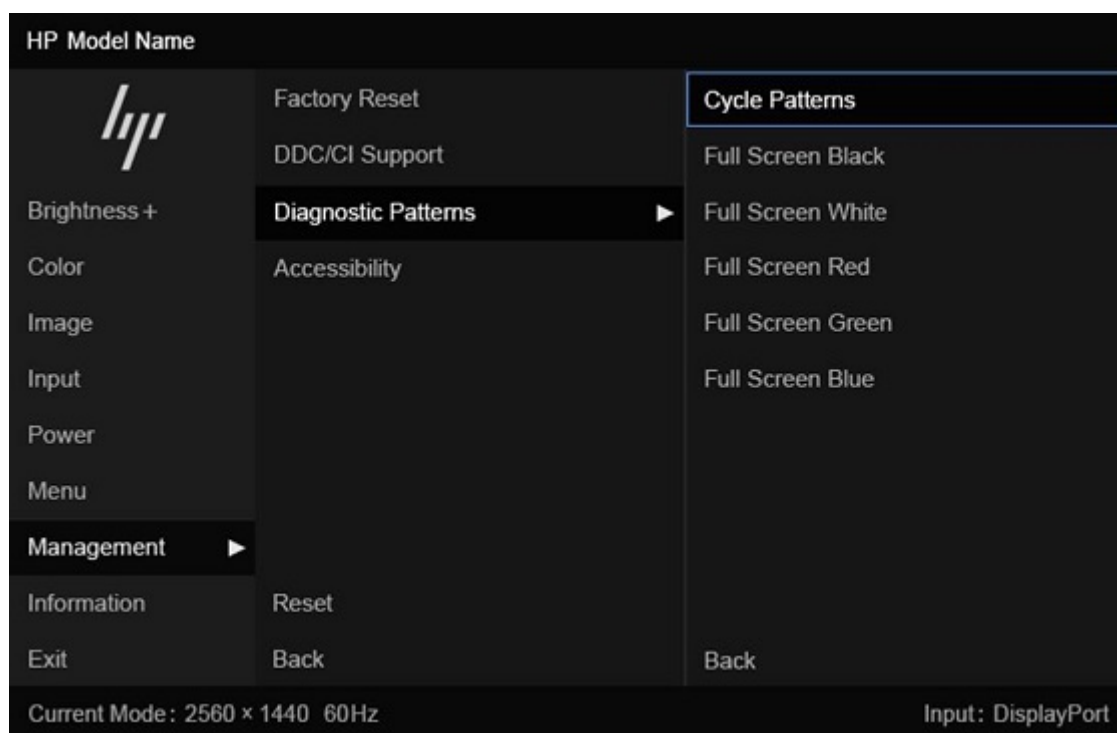 HP Model Name
hp
Brightness +
Color
Image
Input
Power
Menu
Management
Information
Exit
Factory Reset
DDC/CI Support
Diagnostic Patterns
Accessibility
Reset
Back
Cycle Patterns
Full Screen Black
Full Screen White
Full Screen Red
Full Screen Green
Full Screen Blue
Back
Current Mode: 2560 × 1440 60Hz
Input: DisplayPort